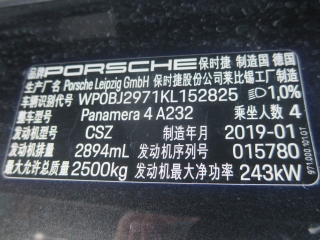 品牌 PORSCHE 保时捷 制造国 德国
生产厂名 Porsche Leipzig GmbH 保时捷股份公司莱比锡工厂制造
车辆识别代号 WP0BJ2971KL152825 1,0%
整车型号 Panamera 4 A232 乘坐人数 4
发动机型号 CSZ 制造年月 2019-01
发动机排量 2894mL 发动机序列号 015780
最大允许总质量 2500kg 发动机最大净功率 243kW